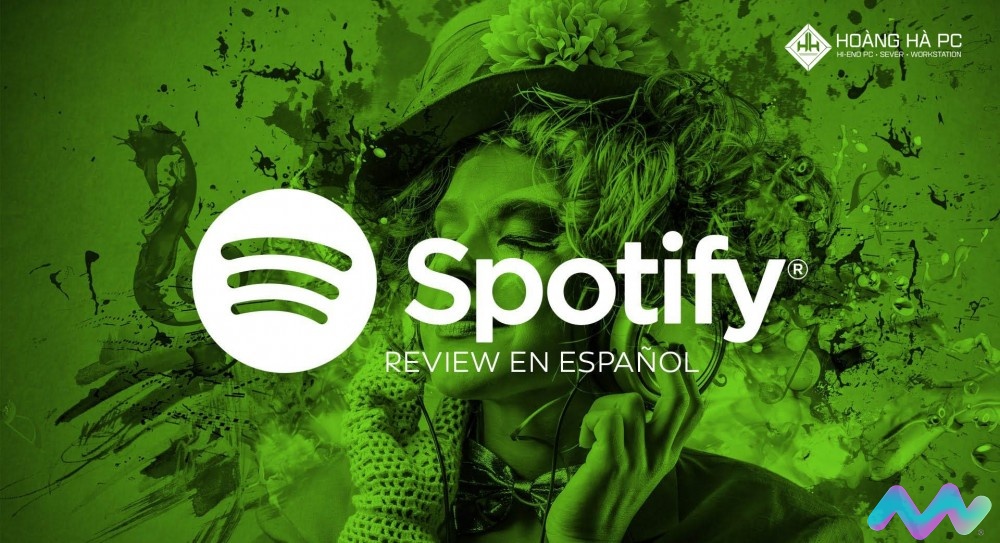 HOÀNG HÀ PC
HI-END PC - SEVER - WORKSTATION
Spotify®
REVIEW EN ESPAÑOL